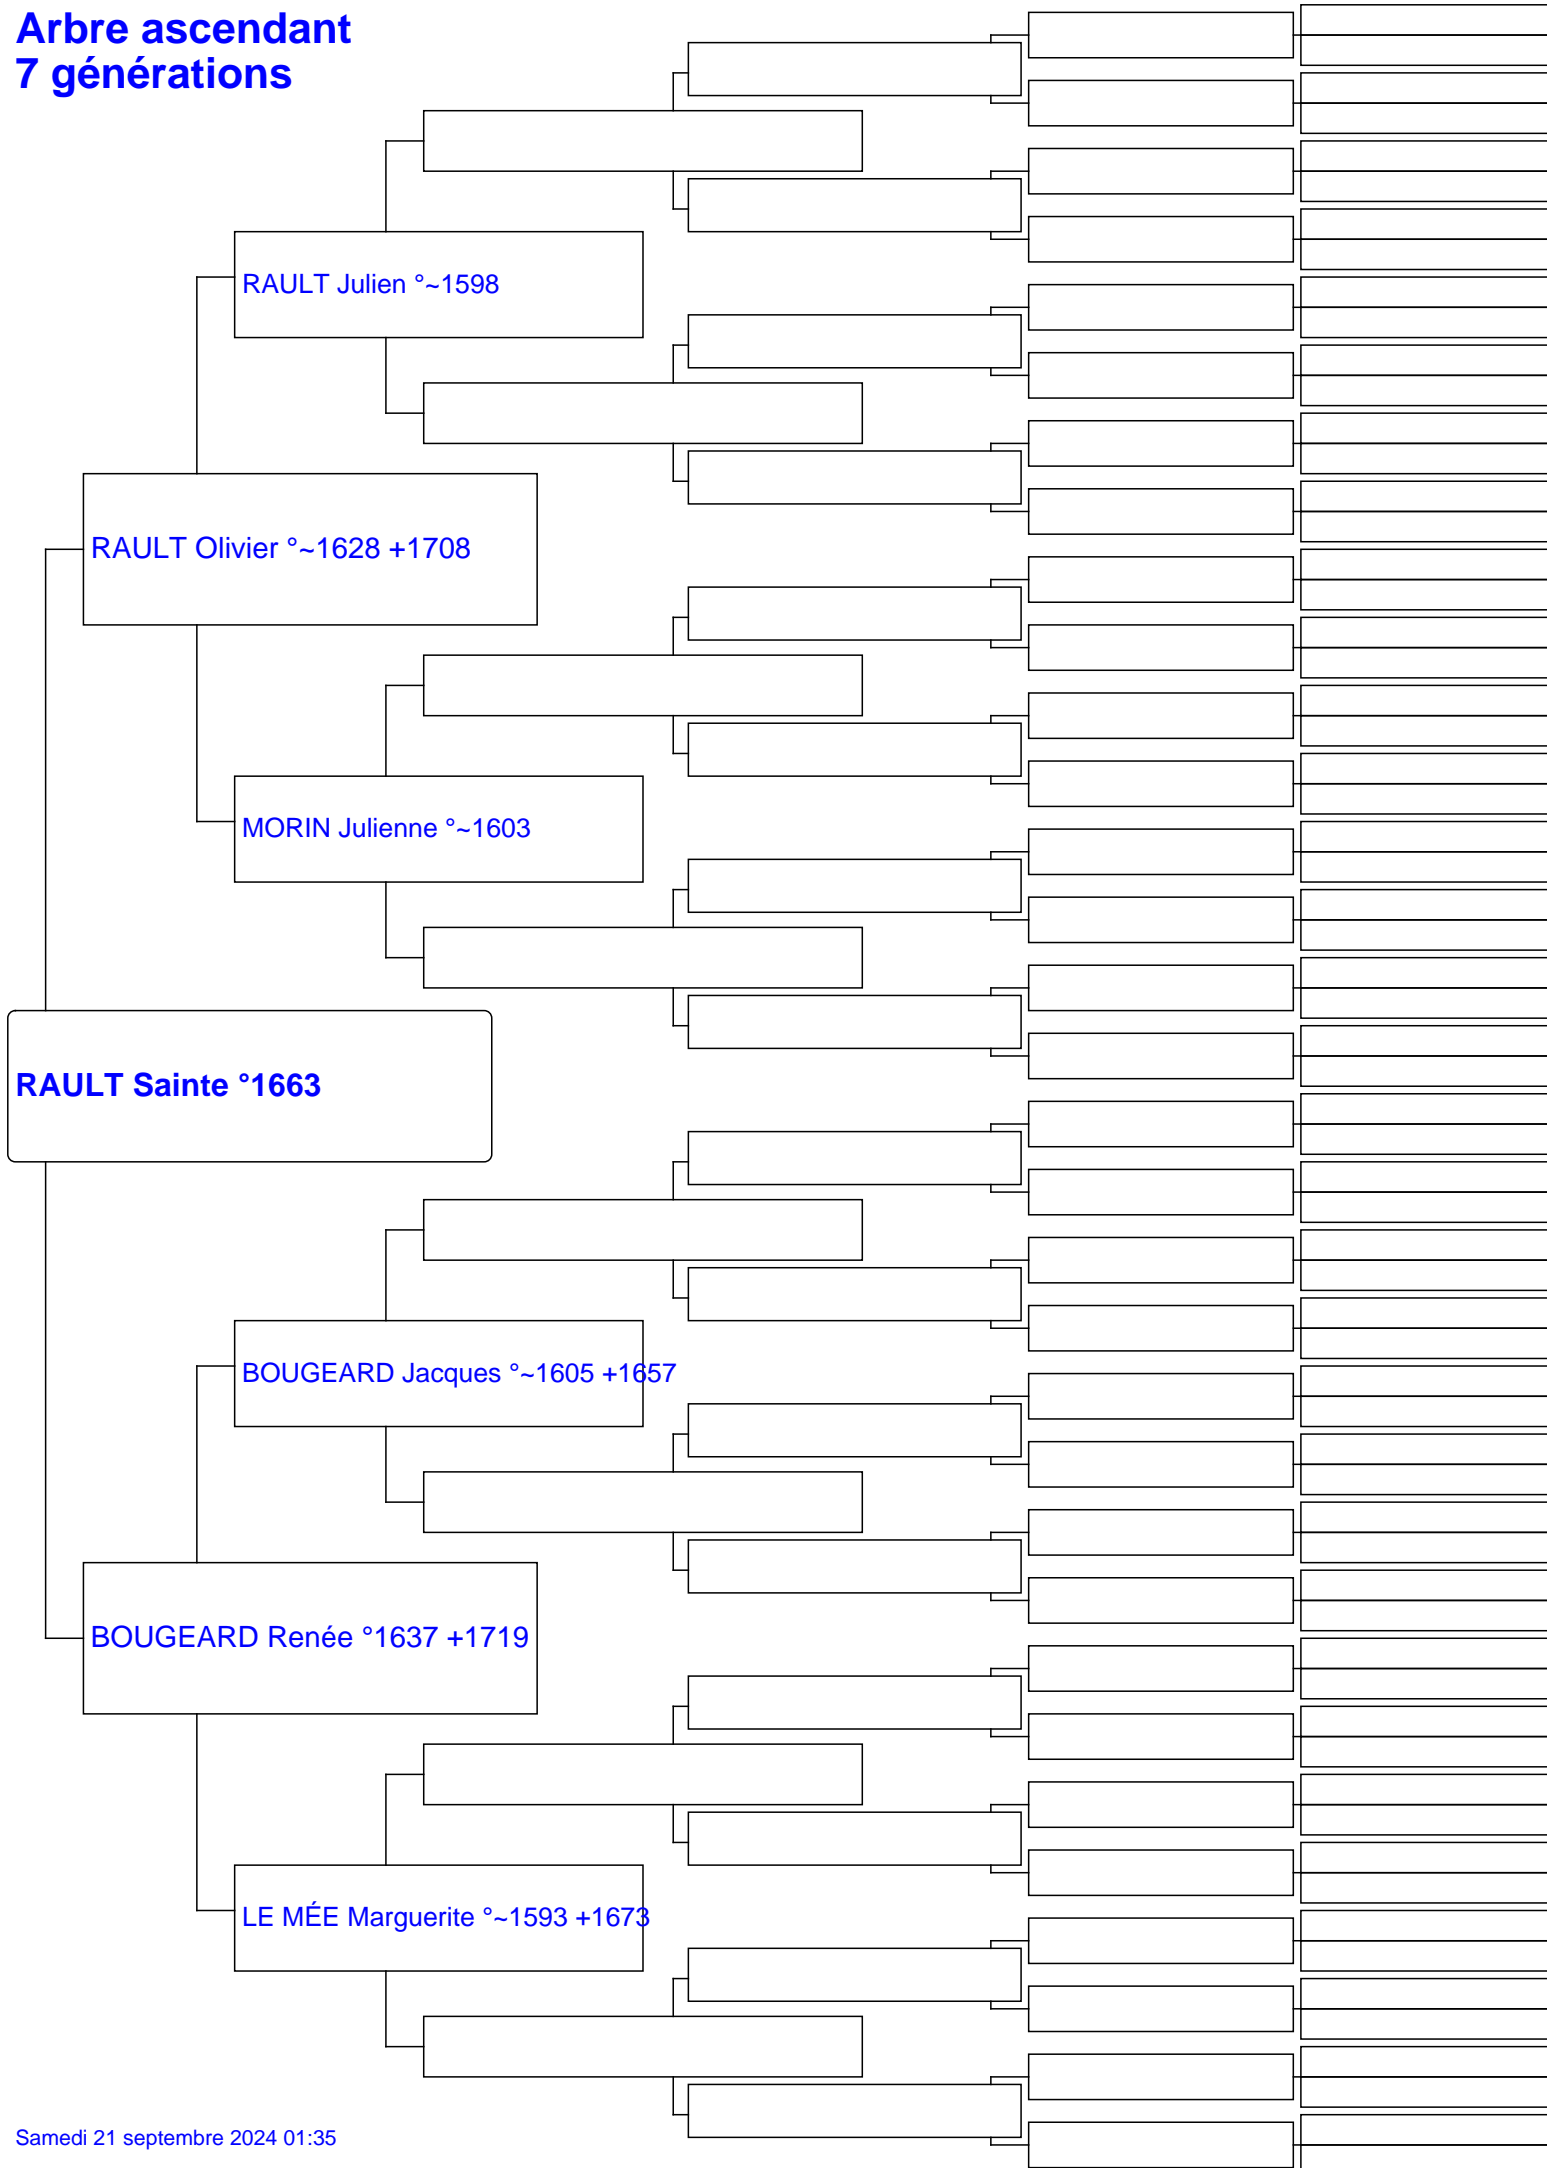 Arbre ascendant
7 générations
RAULT Julien °~1598
RAULT Olivier °~1628 +1708
MORIN Julienne °~1603
RAULT Sainte °1663
BOUGEARD Jacques °~1605 +1657
BOUGEARD Renée °1637 +1719
LE MÉE Marguerite °~1593 +1673
Samedi 21 septembre 2024 01:35